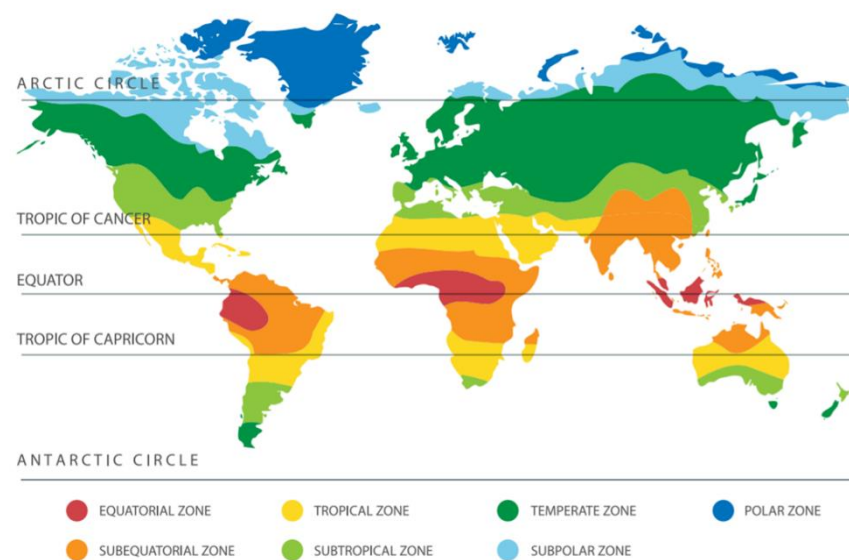 ARCTIC CIRCLE
TROPIC OF CANCER
EQUATOR
TROPIC OF CAPRICORN
ANTARCTIC CIRCLE
EQUATORIAL ZONE TROPICAL ZONE TEMPERATE ZONE POLAR ZONE
SUBEQUATORIAL ZONE SUBTROPICAL ZONE SUBPOLAR ZONE